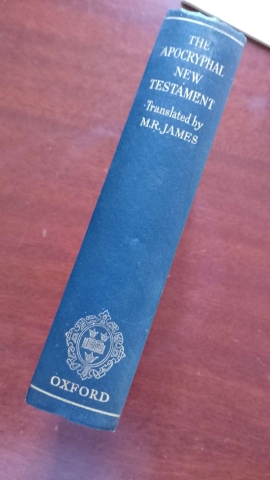 THE
APOCRYPHAL
NEW
TESTAMENT
Translated by
M.R. JAMES
OXFORD